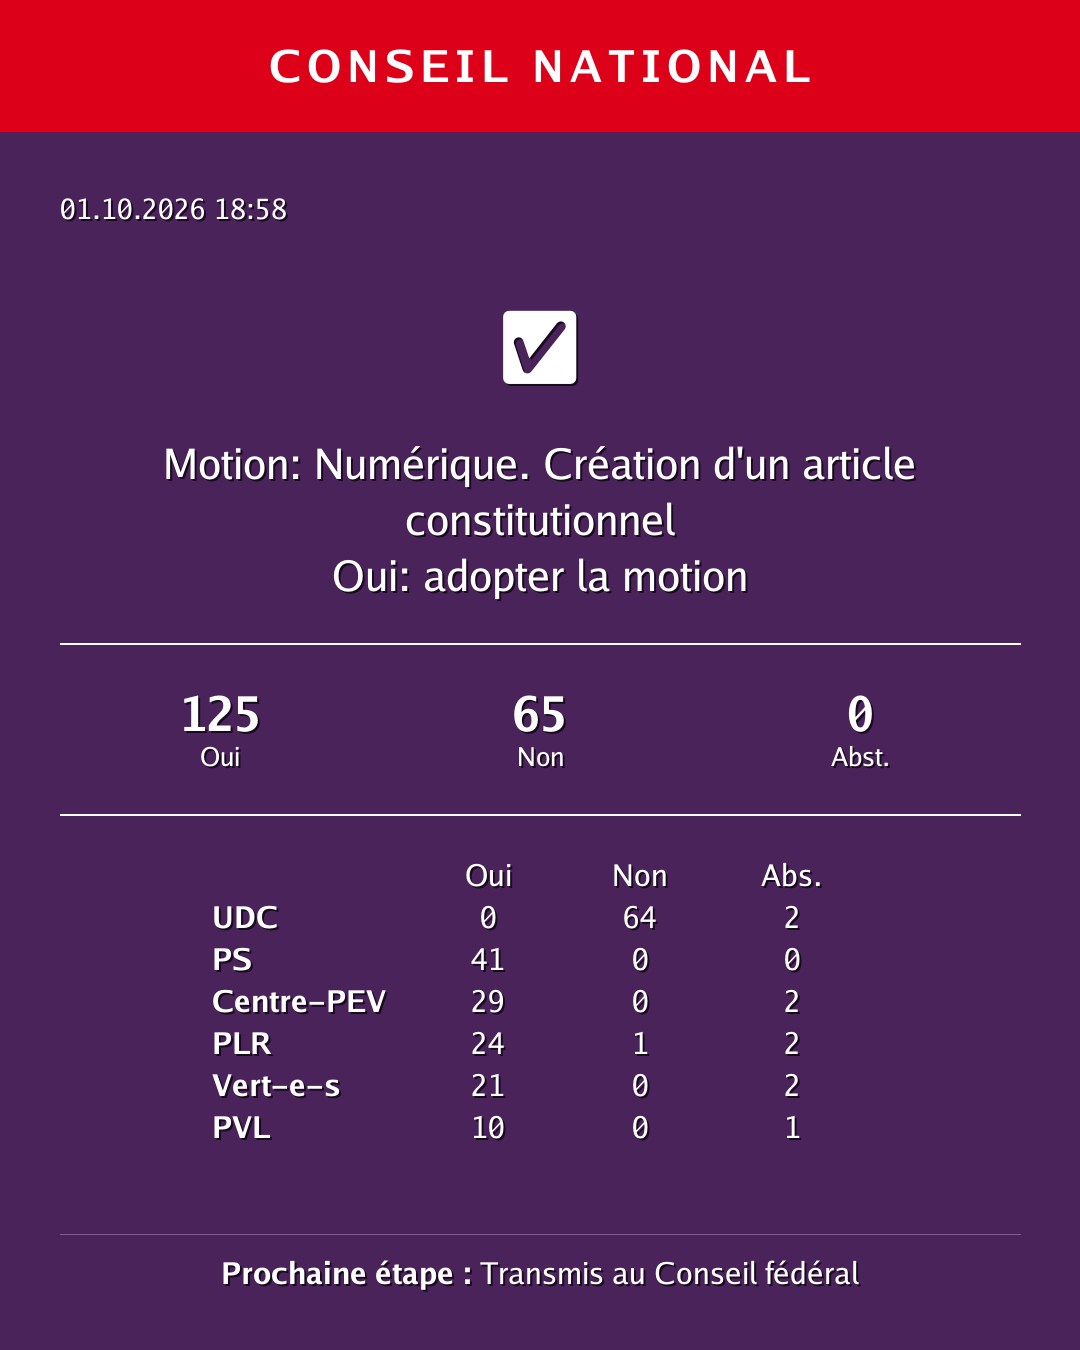 CONSEIL NATIONAL
01.10.2026 18:58
Motion: Numérique. Création d'un article
constitutionnel
Oui: adopter la motion
125 65 0
Oui Non Abst.
Oui Non Abs.
UDC 0 64 2
PS 41 0 0
Centre-PEV 29 0 2
PLR 24 1 2
Vert-e-s 21 0 2
PVL 10 0 1
Prochaine étape : Transmis au Conseil fédéral